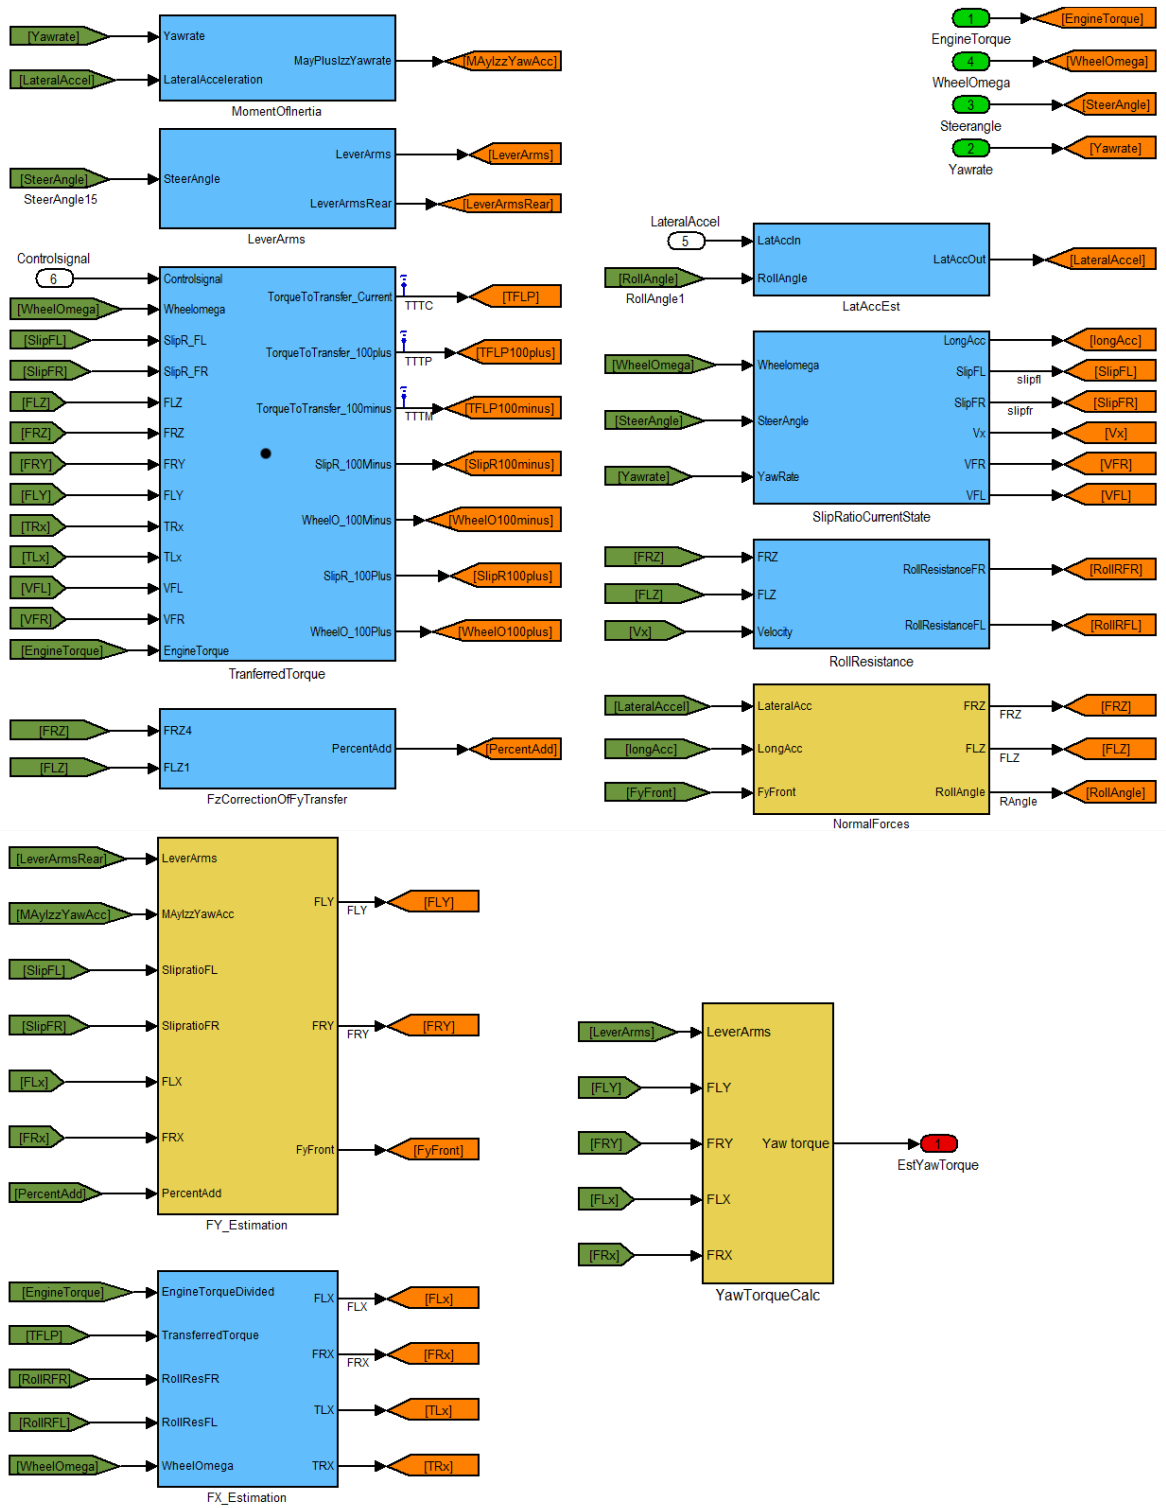 [Yawrate]
Yawrate
[LateralAccel]
LateralAcceleration
MayPlusIzzYawrate
[MAyIzzYawAcc]
MomentOfInertia
[SteerAngle]
SteerAngle15
SteerAngle
LeverArms
[LeverArms]
LeverArmsRear
[LeverArmsRear]
LeverArms
Controlsignal
6
Controlsignal
[WheelOmega]
Wheelomega
[SlipFL]
SlipR_FL
[SlipFR]
SlipR_FR
[FLZ]
FLZ
[FRZ]
FRZ
[FRY]
FRY
[FLY]
FLY
[TRx]
TRx
[TLx]
TLx
[VFL]
VFL
[VFR]
VFR
[EngineTorque]
EngineTorque
TorqueToTransfer_Current
TTTC
[TFLP]
TorqueToTransfer_100plus
TTTP
[TFLP100plus]
TorqueToTransfer_100minus
TTTM
[TFLP100minus]
SlipR_100Minus
[SlipR100minus]
WheelO_100Minus
[WheelO100minus]
SlipR_100Plus
[SlipR100plus]
WheelO_100Plus
[WheelO100plus]
TranferredTorque
[FRZ]
FRZ4
[FLZ]
FLZ1
PercentAdd
[PercentAdd]
FzCorrectionOfFyTransfer
1
EngineTorque
[EngineTorque]
4
WheelOmega
[WheelOmega]
3
Steerangle
[SteerAngle]
2
Yawrate
[Yawrate]
LateralAccel
5
LatAccIn
[RollAngle]
RollAngle1
RollAngle
LatAccOut
[LateralAccel]
LatAccEst
[WheelOmega]
Wheelomega
[SteerAngle]
SteerAngle
[Yawrate]
YawRate
LongAcc
[longAcc]
SlipFL
slipfl
[SlipFL]
SlipFR
slipfr
[SlipFR]
Vx
[Vx]
VFR
[VFR]
VFL
[VFL]
SlipRatioCurrentState
[FRZ]
FRZ
[FLZ]
FLZ
[Vx]
Velocity
RollResistanceFR
[RollRFR]
RollResistanceFL
[RollRFL]
RollResistance
[LateralAccel]
LateralAcc
[longAcc]
LongAcc
[FyFront]
FyFront
FRZ
FRZ
[FRZ]
FLZ
FLZ
[FLZ]
RollAngle
RAngle
[RollAngle]
NormalForces
[LeverArmsRear]
LeverArms
[MAyIzzYawAcc]
MAyIzzYawAcc
[SlipFL]
SlipratioFL
[SlipFR]
SlipratioFR
[FLx]
FLX
[FRx]
FRX
[PercentAdd]
PercentAdd
FLY
FLY
[FLY]
FRY
FRY
[FRY]
FyFront
[FyFront]
FY_Estimation
[LeverArms]
LeverArms
[FLY]
FLY
[FRY]
FRY
[FLx]
FLX
[FRx]
FRX
Yaw torque
1
EstYawTorque
YawTorqueCalc
[EngineTorque]
EngineTorqueDivided
[TFLP]
TransferredTorque
[RollRFR]
RollResFR
[RollRFL]
RollResFL
[WheelOmega]
WheelOmega
FLX
FLX
[FLx]
FRX
FRX
[FRx]
TLX
[TLx]
TRX
[TRx]
FX_Estimation